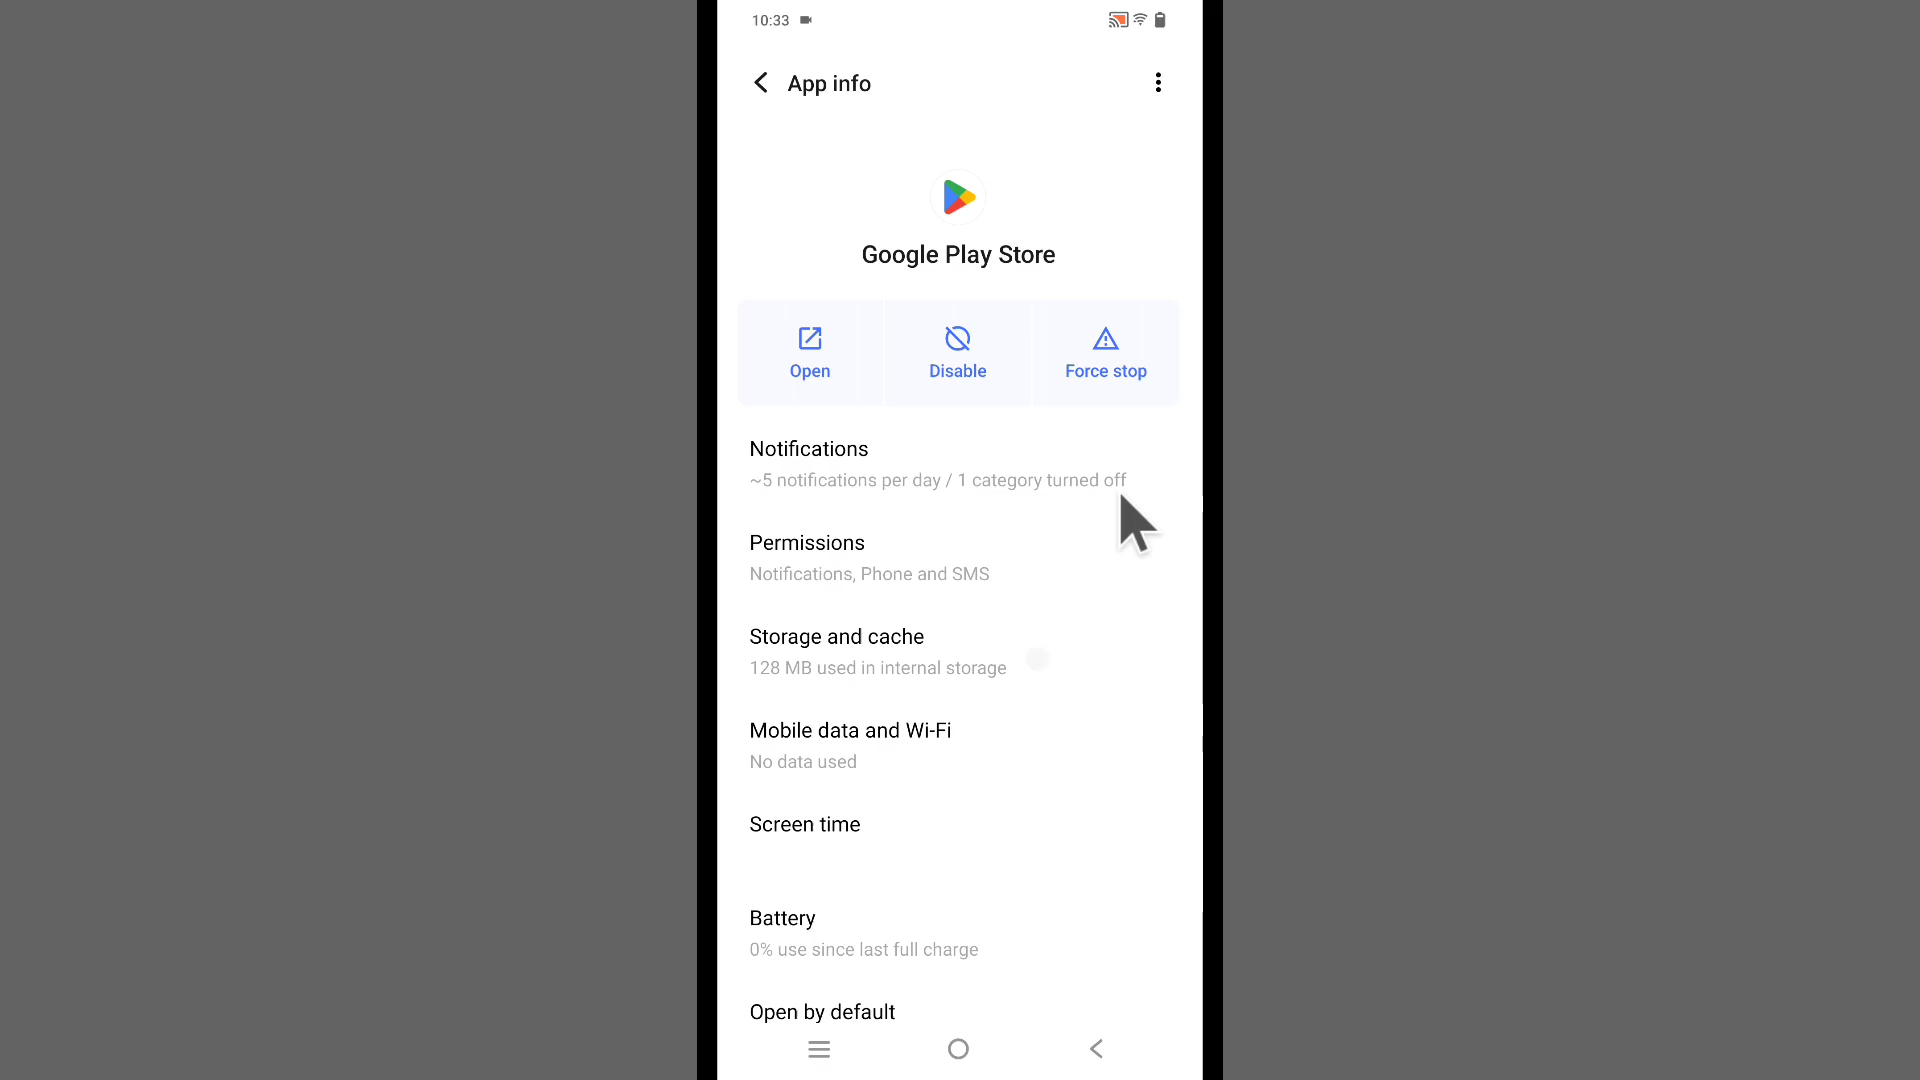 10:33
App info
Google Play Store
Open
Disable
Force stop
Notifications
~5 notifications per day / 1 category turned off
Permissions
Notifications, Phone and SMS
Storage and cache
128 MB used in internal storage
Mobile data and Wi-Fi
No data used
Screen time
Battery
0% use since last full charge
Open by default